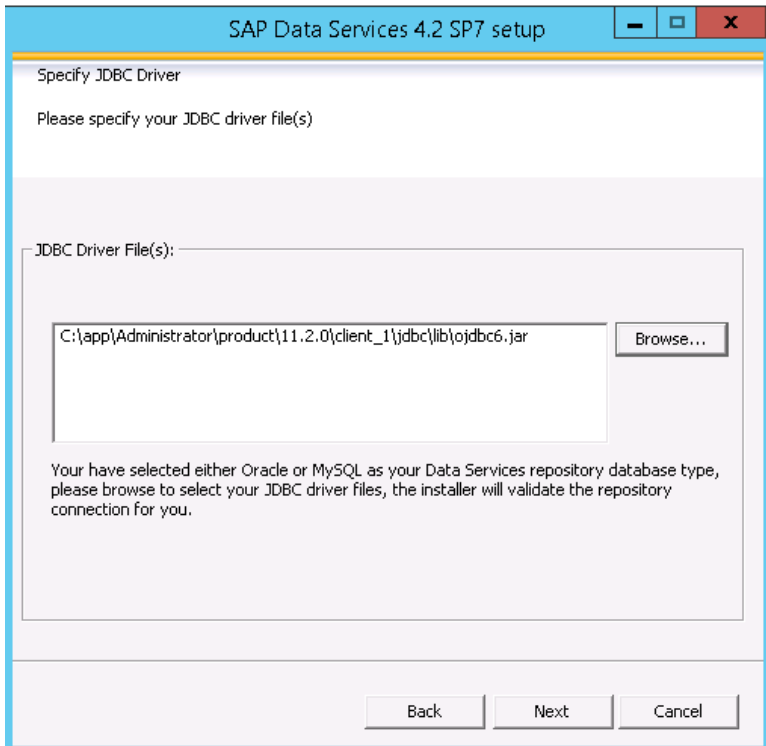 SAP Data Services 4.2 SP7 setup
Specify JDBC Driver
Please specify your JDBC driver file(s)
JDBC Driver File(s):
C:\app\Administrator\product\11.2.0\client_1\jdbc\lib\ojdbc6.jar
Browse...
Your have selected either Oracle or MySQL as your Data Services repository database type,
please browse to select your JDBC driver files, the installer will validate the repository
connection for you.
Back
Next
Cancel